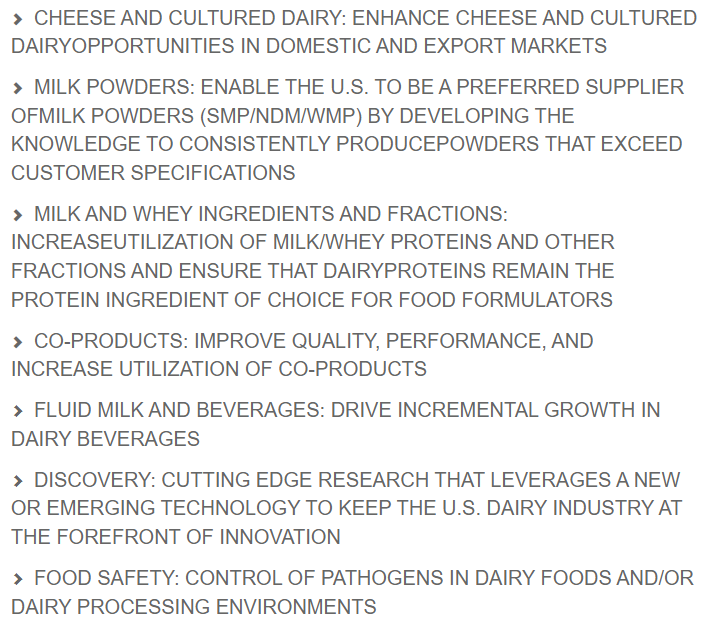 CHEESE AND CULTURED DAIRY: ENHANCE CHEESE AND CULTURED
DAIRYOPPORTUNITIES IN DOMESTIC AND EXPORT MARKETS
MILK POWDERS: ENABLE THE U.S. TO BE A PREFERRED SUPPLIER
OFMILK POWDERS (SMP/NDM/WMP) BY DEVELOPING THE
KNOWLEDGE TO CONSISTENTLY PRODUCEPOWDERS THAT EXCEED
CUSTOMER SPECIFICATIONS
MILK AND WHEY INGREDIENTS AND FRACTIONS:
INCREASEUTILIZATION OF MILK/WHEY PROTEINS AND OTHER
FRACTIONS AND ENSURE THAT DAIRYPROTEINS REMAIN THE
PROTEIN INGREDIENT OF CHOICE FOR FOOD FORMULATORS
CO-PRODUCTS: IMPROVE QUALITY, PERFORMANCE, AND
INCREASE UTILIZATION OF CO-PRODUCTS
FLUID MILK AND BEVERAGES: DRIVE INCREMENTAL GROWTH IN
DAIRY BEVERAGES
DISCOVERY: CUTTING EDGE RESEARCH THAT LEVERAGES A NEW
OR EMERGING TECHNOLOGY TO KEEP THE U.S. DAIRY INDUSTRY AT
THE FOREFRONT OF INNOVATION
FOOD SAFETY: CONTROL OF PATHOGENS IN DAIRY FOODS AND/OR
DAIRY PROCESSING ENVIRONMENTS